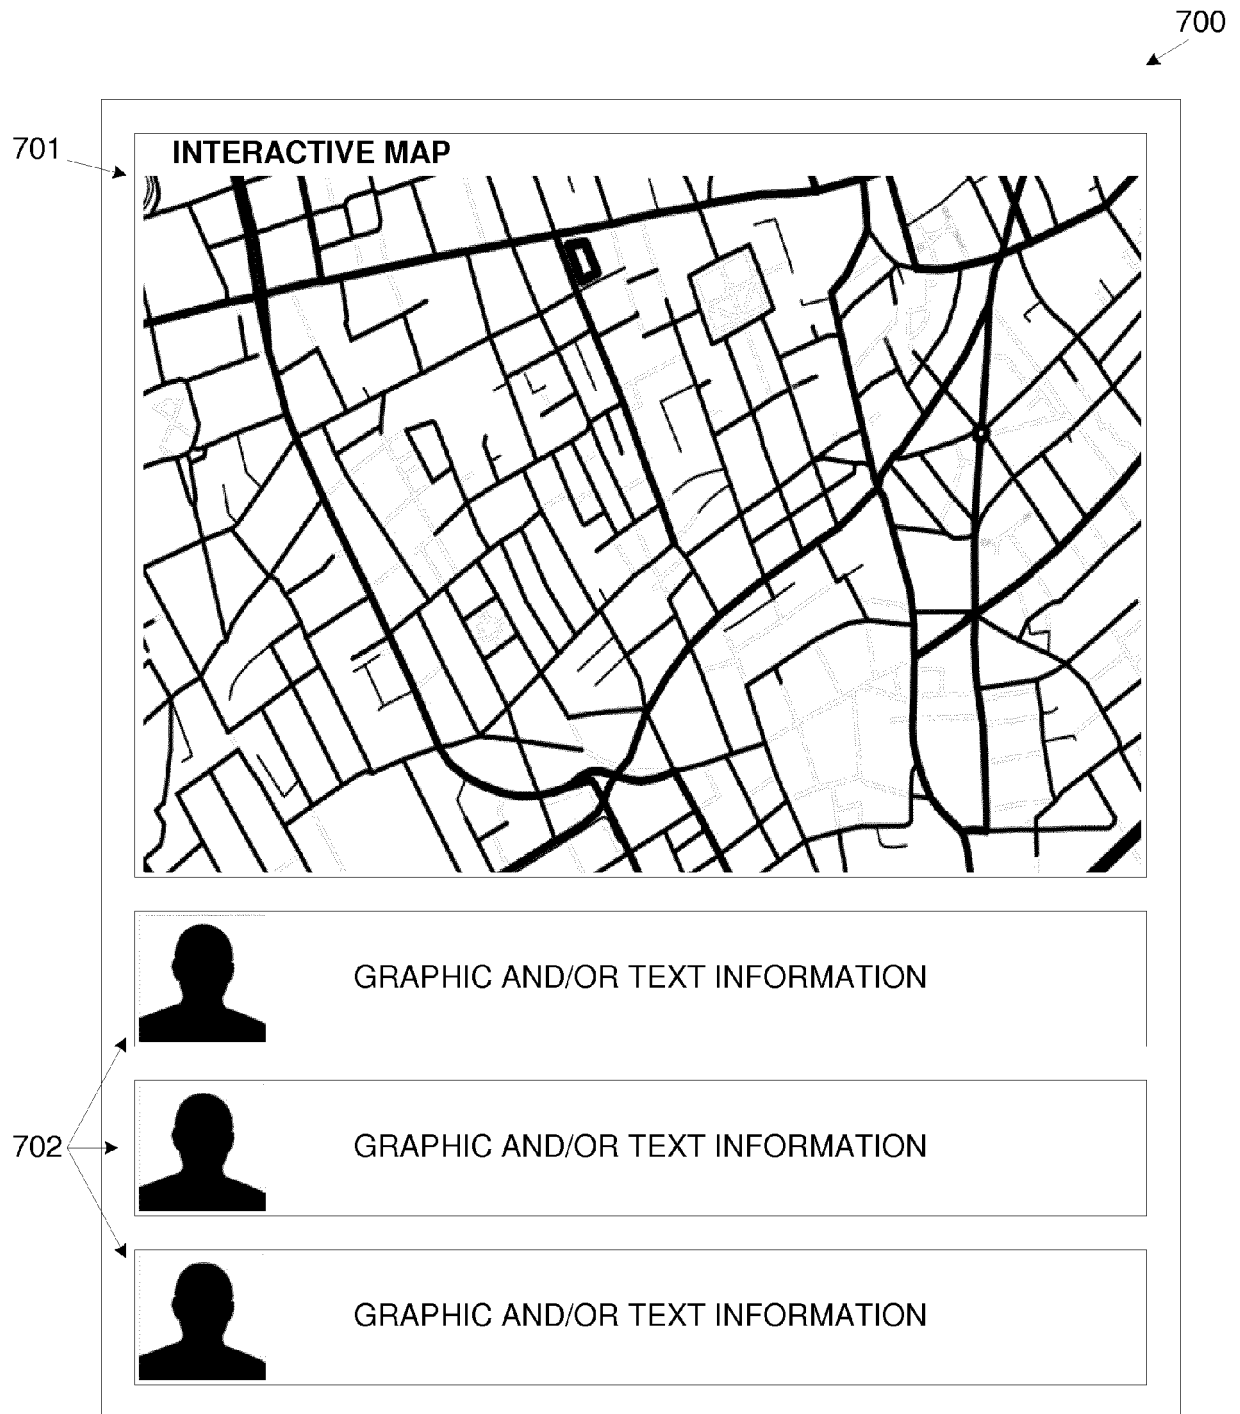 700
701
INTERACTIVE MAP
GRAPHIC AND/OR TEXT INFORMATION
702
GRAPHIC AND/OR TEXT INFORMATION
GRAPHIC AND/OR TEXT INFORMATION